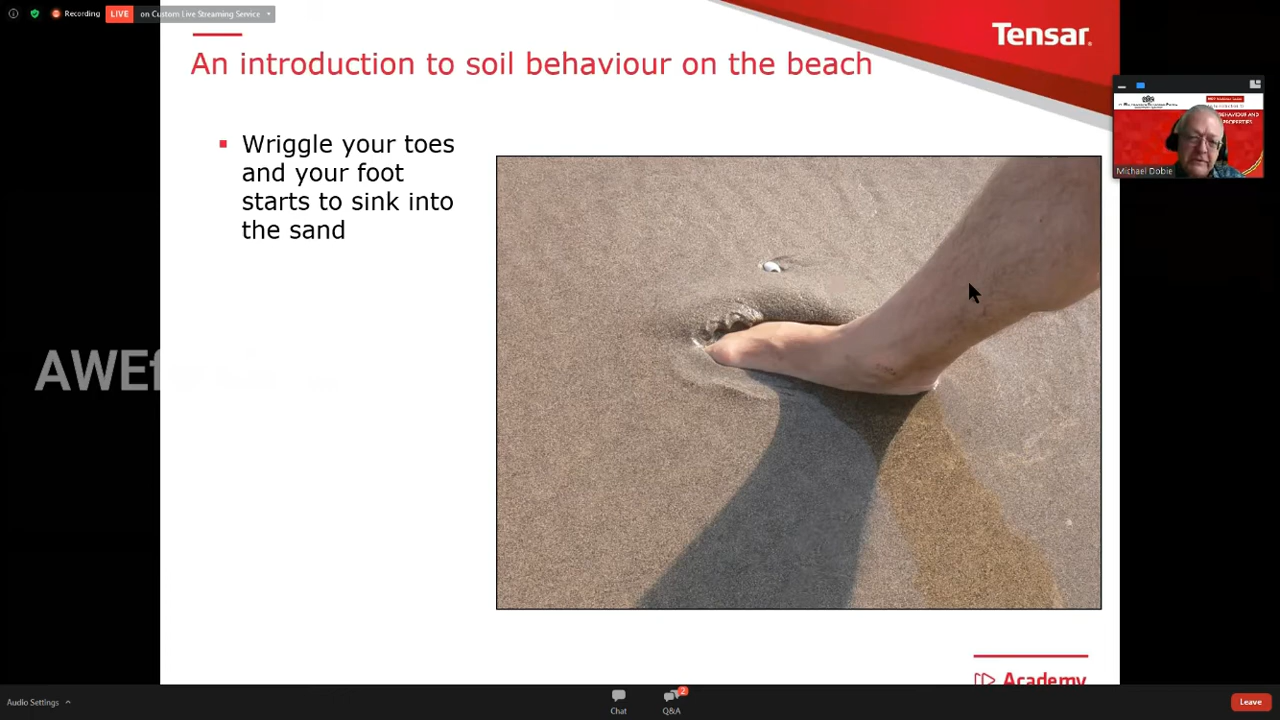 Recording
LIVE
on Custom Live Streaming Service
Tensar.
An introduction to soil behaviour on the beach
Wriggle your toes
and your foot
starts to sink into
the sand
Michael Dobie
AWE
Academy
Audio Settings
Chat
2
Q&A
Leave